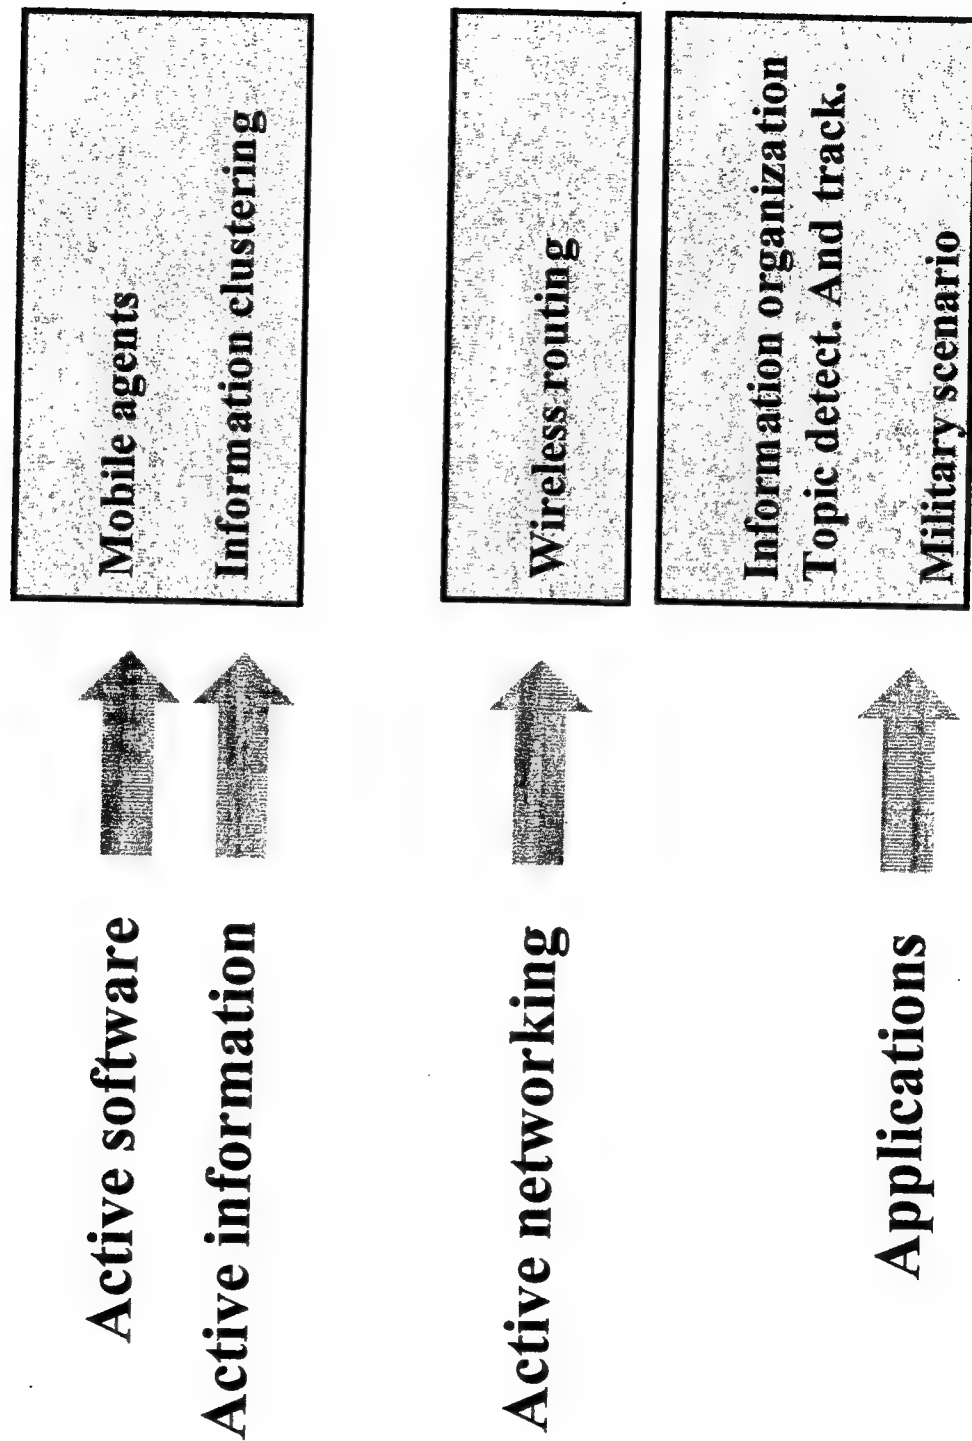 Active software
Mobile agents
Active information
Information clustering
Active networking
Wireless routing
Applications
Information organization
Topic detect. And track.
Military scenario